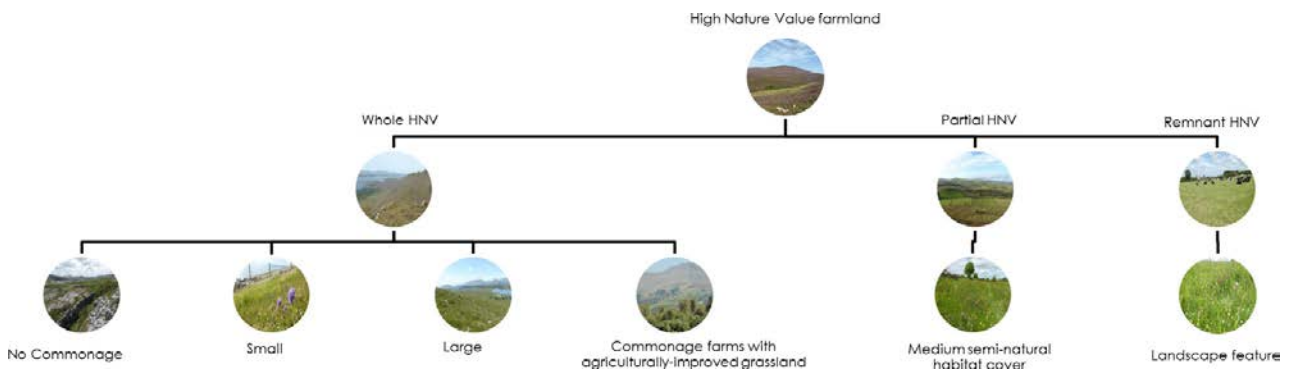 High Nature Value farmland
Whole HNV
Partial HNV
Remnant HNV
No Commonage
Small
Large
Commonage farms with
agriculturally-improved grassland
Medium semi-natural
habitat cover
Landscape feature